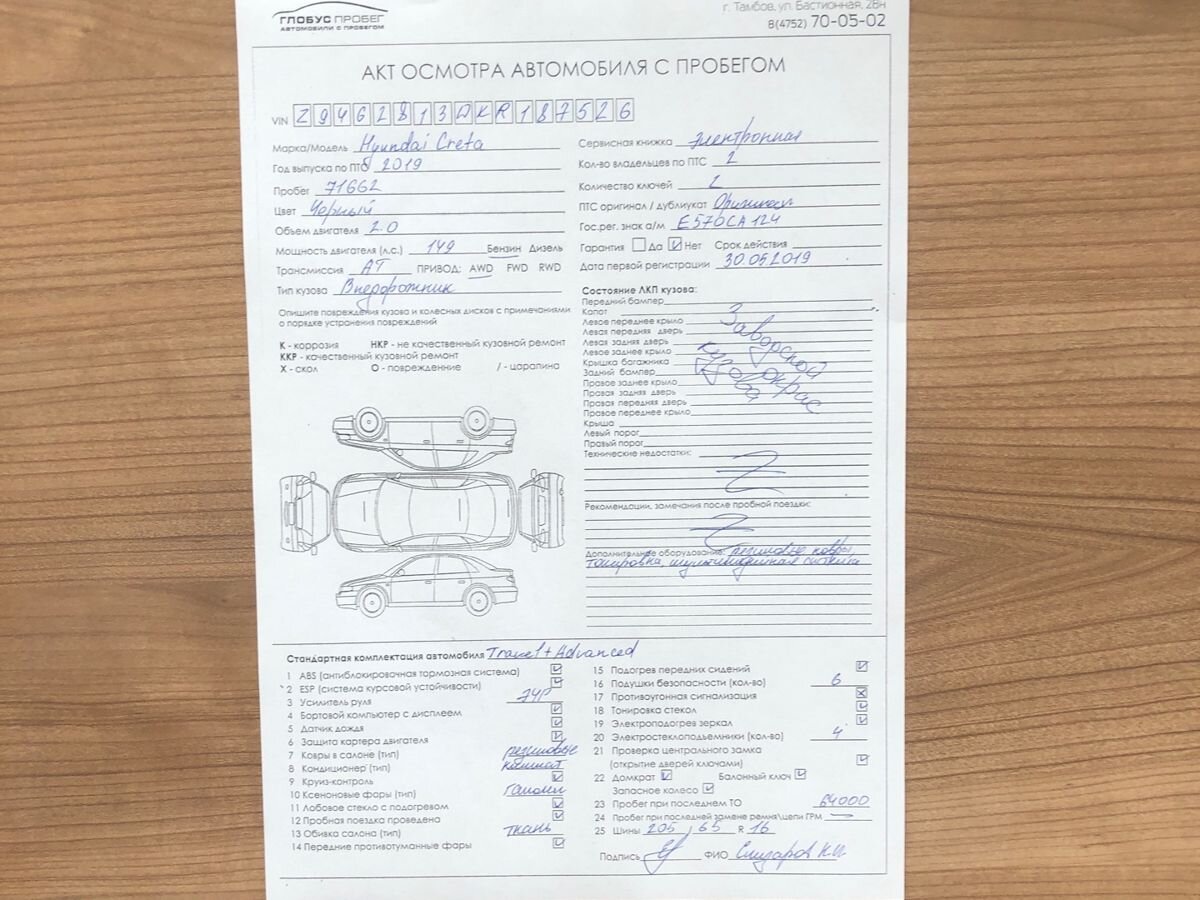 ГЛОБУС ПРОБЕГ
АВТОМОБИЛИ С ПРОБЕГОМ
г. Тамбов, ул. Бастионная, 28н
8(4752) 70-05-02
АКТ ОСМОТРА АВТОМОБИЛЯ С ПРОБЕГОМ
VIN Z94G2813DKR187526
Марка/Модель Hyundai Creta
Год выпуска по ПТС 2019
Пробег 71662
Цвет Чорный
Объем двигателя 2.0
Мощность двигателя (л.с.) 149 Бензин Дизель
Трансмиссия АТ ПРИВОД: AWD FWD RWD
Тип кузова Внедорожник
Опишите повреждения кузова и колесных дисков с примечаниями
о порядке устранения повреждений
К - коррозия НКР - не качественный кузовной ремонт
ККР - качественный кузовной ремонт
Х - скол О - повреждение / - царапина
Сервисная книжка Электронная
Кол-во владельцев по ПТС 2
Количество ключей 2
ПТС оригинал / дубликат Оригинал
Гос.рег. знак а/м Е570СА 124
Гарантия Да Нет Срок действия
Дата первой регистрации 30.05.2019
Состояние ЛКП кузова:
Передний бампер
Капот
Левое переднее крыло
Левая передняя дверь
Левая задняя дверь
Левое заднее крыло
Крышка багажника
Задний бампер
Правое заднее крыло
Правая задняя дверь
Правая передняя дверь
Правое переднее крыло
Крыша
Левый порог
Правый порог
Заводской
окрас
кузова
Технические недостатки:
Рекомендации, замечания после пробной поездки:
Дополнительное оборудование: резиновые ковры,
тонировка, мультимедийная система
Стандартная комплектация автомобиля Travel + Advanced
1 ABS (антиблокировочная тормозная система)
2 ESP (система курсовой устойчивости)
3 Усилитель руля ЭУР
4 Бортовой компьютер с дисплеем
5 Датчик дождя
6 Защита картера двигателя
7 Ковры в салоне (тип) резиновые
8 Кондиционер (тип) климат
9 Круиз-контроль
10 Ксеноновые фары (тип) галоген
11 Лобовое стекло с подогревом
12 Пробная поездка проведена
13 Обивка салона (тип) ткань
14 Передние противотуманные фары
15 Подогрев передних сидений
16 Подушки безопасности (кол-во) 6
17 Противоугонная сигнализация
18 Тонировка стекол
19 Электроподогрев зеркал
20 Электростеклоподъемники (кол-во) 4
21 Проверка центрального замка
(открытие дверей ключами)
22 Домкрат Балонный ключ
Запасное колесо
23 Пробег при последнем ТО 64000
24 Пробег при последней замене ремня\цепи ГРМ
25 Шины 205 / 65 R 16
Подпись ФИО